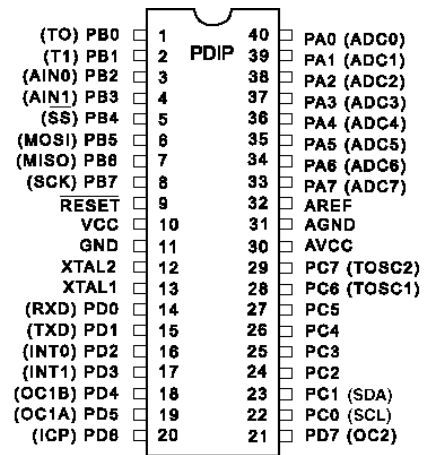 (TO) PB0 1 PDIP 40 PA0 (ADC0)
(T1) PB1 2 39 PA1 (ADC1)
(AIN0) PB2 3 38 PA2 (ADC2)
(AIN1) PB3 4 37 PA3 (ADC3)
(SS) PB4 5 36 PA4 (ADC4)
(MOSI) PB5 6 35 PA5 (ADC5)
(MISO) PB6 7 34 PA6 (ADC6)
(SCK) PB7 8 33 PA7 (ADC7)
RESET 9 32 AREF
VCC 10 31 AGND
GND 11 30 AVCC
XTAL2 12 29 PC7 (TOSC2)
XTAL1 13 28 PC6 (TOSC1)
(RXD) PD0 14 27 PC5
(TXD) PD1 15 26 PC4
(INT0) PD2 16 25 PC3
(INT1) PD3 17 24 PC2
(OC1B) PD4 18 23 PC1 (SDA)
(OC1A) PD5 19 22 PC0 (SCL)
(ICP) PD6 20 21 PD7 (OC2)